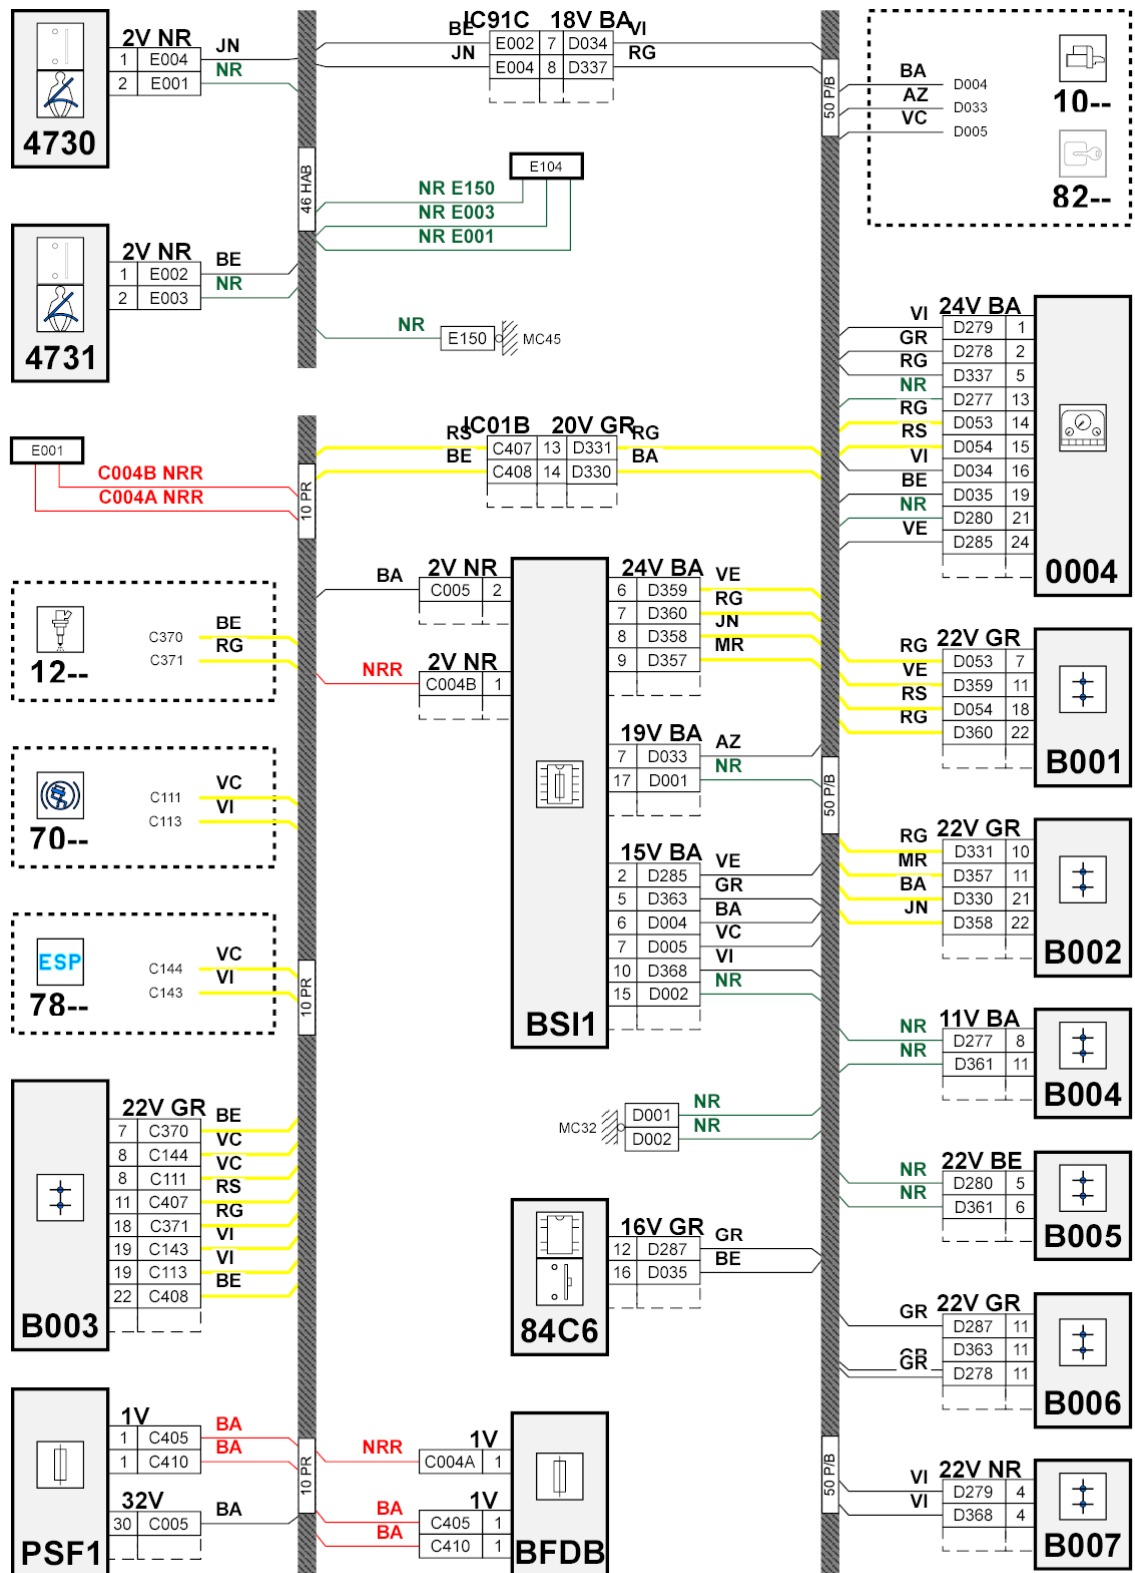 2V NR
1 E004 JN
2 E001 NR
4730
2V NR
1 E002 BE
2 E003 NR
4731
46 HAB
IC91C 18V BA
BE E002 7 D034 VI
JN E004 8 D337 RG
E104
NR E150
NR E003
NR E001
NR E150 MC45
50 P/B
BA D004
AZ D033
VC D005
10--
82--
24V BA
VI D279 1
GR D278 2
RG D337 5
NR D277 13
RG D053 14
RS D054 15
VI D034 16
BE D035 19
NR D280 21
VE D285 24
0004
E001
C004B NRR
C004A NRR
10 PR
IC01B 20V GR
RS C407 13 D331 RG
BE C408 14 D330 BA
12--
C370 BE
C371 RG
70--
C111 VC
C113 VI
ESP
78--
C144 VC
C143 VI
10 PR
2V NR
BA C005 2
2V NR
NRR C004B 1
BSI1
24V BA
6 D359 VE
7 D360 RG
8 D358 JN
9 D357 MR
19V BA
7 D033 AZ
17 D001 NR
15V BA
2 D285 VE
5 D363 GR
6 D004 BA
7 D005 VC
10 D368 VI
15 D002 NR
50 P/B
22V GR
RG D053 7
VE D359 11
RS D054 18
RG D360 22
B001
22V GR
RG D331 10
MR D357 11
BA D330 21
JN D358 22
B002
11V BA
NR D277 8
NR D361 11
B004
22V BE
NR D280 5
NR D361 6
B005
22V GR
GR D287 11
GR D363 11
GR D278 11
B006
22V NR
VI D279 4
VI D368 4
B007
50 P/B
MC32
D001 NR
D002 NR
16V GR
12 D287 GR
16 D035 BE
84C6
22V GR
7 C370 BE
8 C144 VC
8 C111 VC
11 C407 RS
18 C371 RG
19 C143 VI
19 C113 VI
22 C408 BE
B003
1V
1 C405 BA
1 C410 BA
32V
30 C005 BA
PSF1
10 PR
1V
NRR C004A 1
1V
BA C405 1
BA C410 1
BFDB